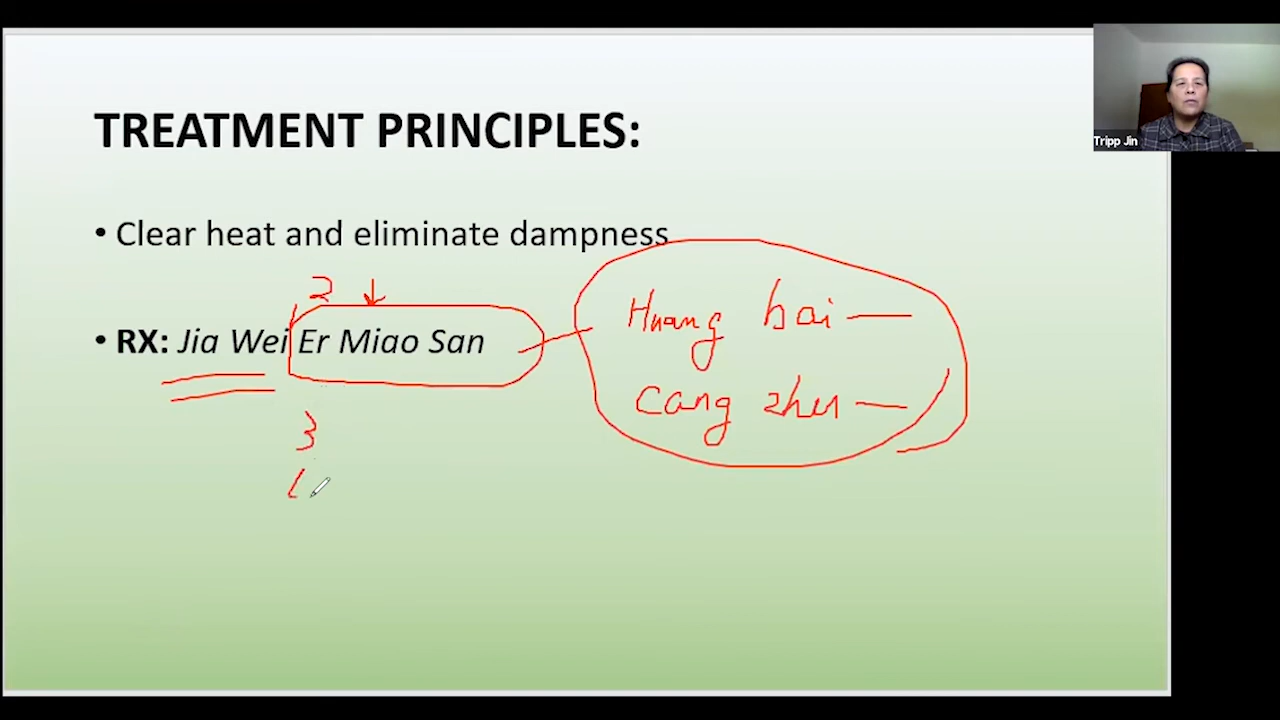 TREATMENT PRINCIPLES:
Tripp Jin
• Clear heat and eliminate dampness
2
Huang bai —
• RX: Jia Wei Er Miao San
Cang zhu —
3